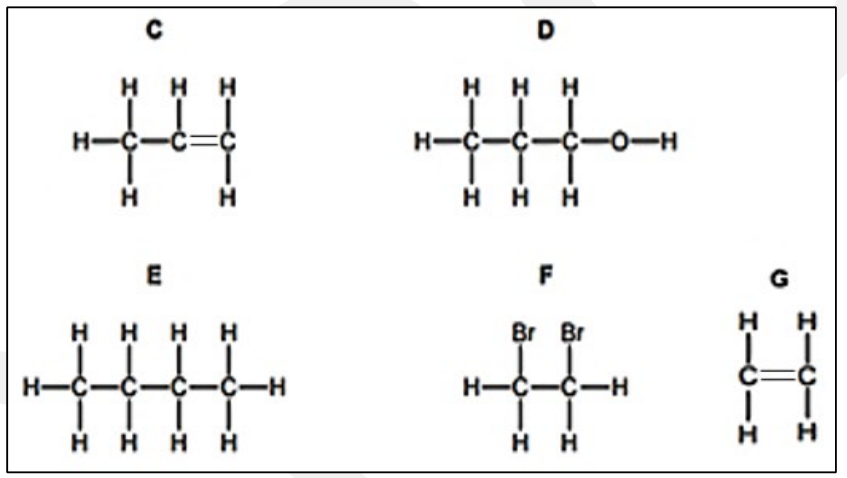 C D
H H H H H H
H C C C H C C C O H
H H H H H
E F G
H H H H Br Br H H
H C C C C H H C C H C C
H H H H H H H H